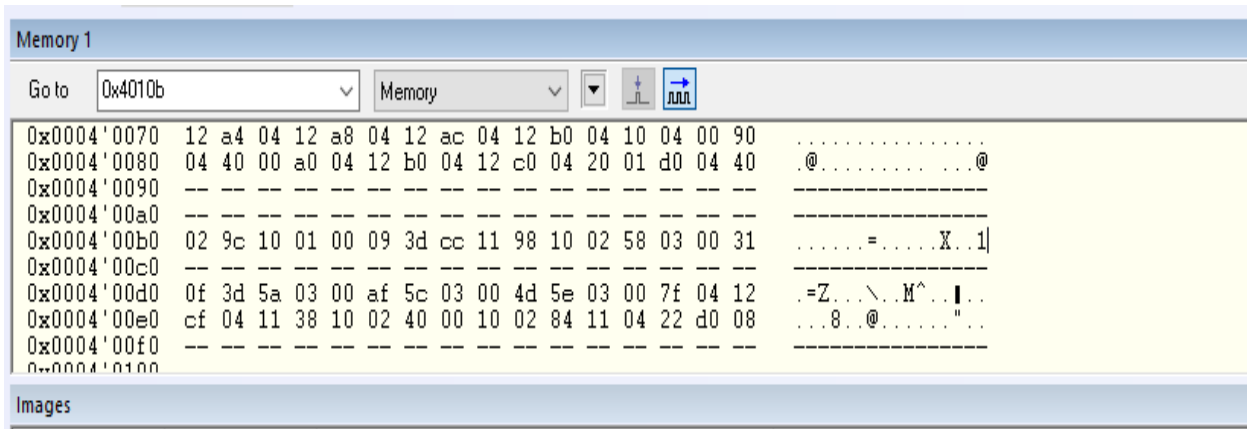 Memory 1
Go to 0x4010b Memory
0x0004'0070 12 a4 04 12 a8 04 12 ac 04 12 b0 04 10 04 00 90 ................
0x0004'0080 04 40 00 a0 04 12 b0 04 12 c0 04 20 01 d0 04 40 .@......... ...@
0x0004'0090 -- -- -- -- -- -- -- -- -- -- -- -- -- -- -- -- ----------------
0x0004'00a0 -- -- -- -- -- -- -- -- -- -- -- -- -- -- -- -- ----------------
0x0004'00b0 02 9c 10 01 00 09 3d cc 11 98 10 02 58 03 00 31 ......=.....X..1
0x0004'00c0 -- -- -- -- -- -- -- -- -- -- -- -- -- -- -- -- ----------------
0x0004'00d0 0f 3d 5a 03 00 af 5c 03 00 4d 5e 03 00 7f 04 12 .=Z...\..M^..▌..
0x0004'00e0 cf 04 11 38 10 02 40 00 10 02 84 11 04 22 d0 08 ...8..@......"..
0x0004'00f0 -- -- -- -- -- -- -- -- -- -- -- -- -- -- -- -- ----------------
0x0004'0100
Images